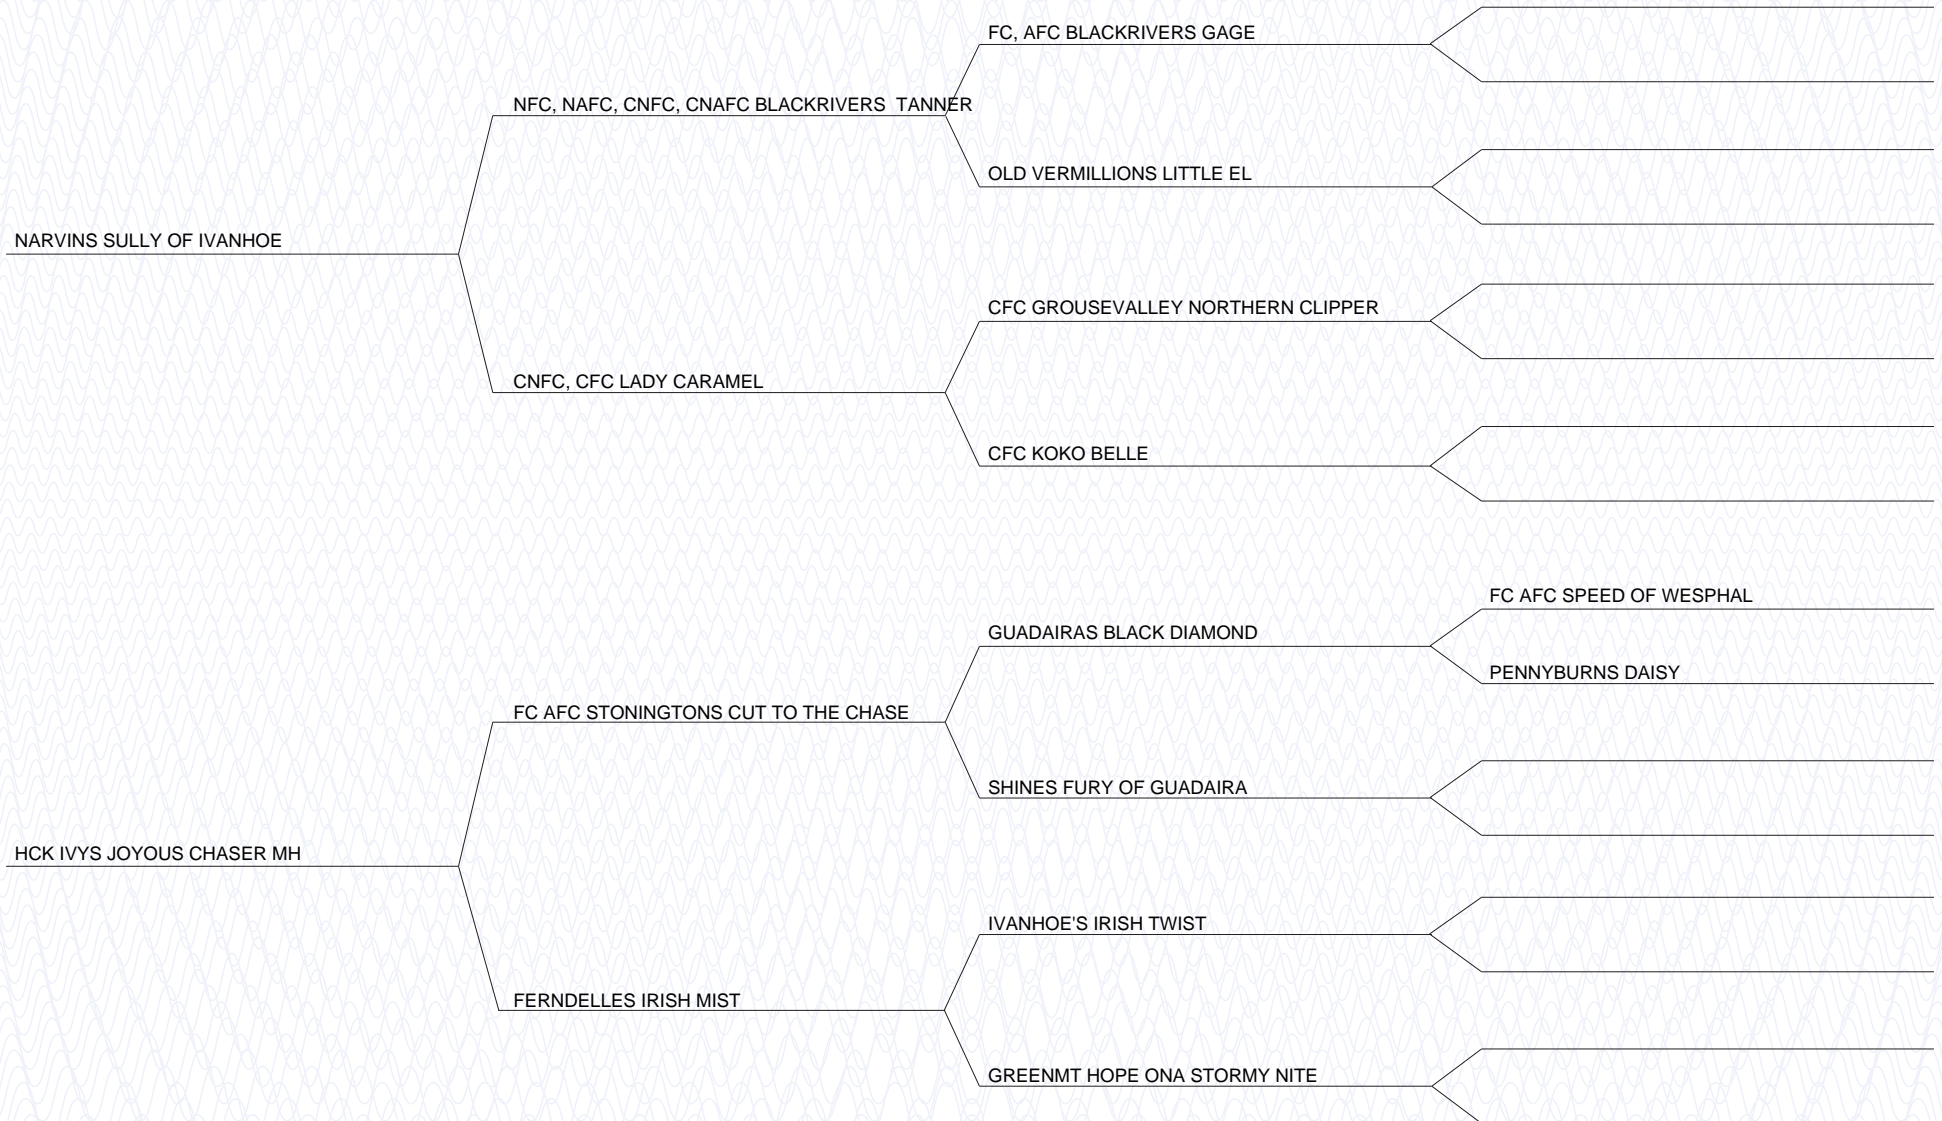 FC, AFC BLACKRIVERS GAGE
NFC, NAFC, CNFC, CNAFC BLACKRIVERS  TANNER
OLD VERMILLIONS LITTLE EL
NARVINS SULLY OF IVANHOE
CFC GROUSEVALLEY NORTHERN CLIPPER
CNFC, CFC LADY CARAMEL
CFC KOKO BELLE
FC AFC SPEED OF WESPHAL
GUADAIRAS BLACK DIAMOND
PENNYBURNS DAISY
FC AFC STONINGTONS CUT TO THE CHASE
SHINES FURY OF GUADAIRA
HCK IVYS JOYOUS CHASER MH
IVANHOE'S IRISH TWIST
FERNDELLES IRISH MIST
GREENMT HOPE ONA STORMY NITE